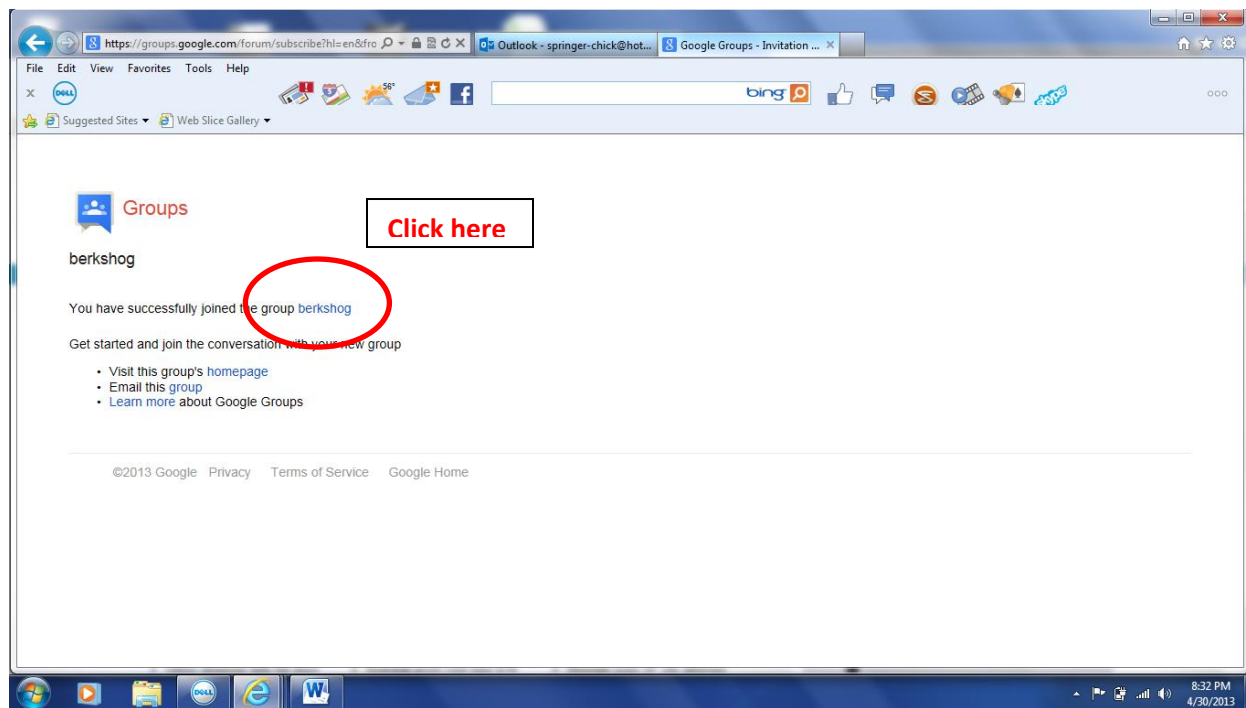 https://groups.google.com/forum/subscribe?hl=en&fro
Outlook - springer-chick@hot...
Google Groups - Invitation ...
File Edit View Favorites Tools Help
x DELL 56° bing
Suggested Sites Web Slice Gallery
Groups
Click here
berkshog
You have successfully joined the group berkshog
Get started and join the conversation with your new group
• Visit this group's homepage
• Email this group
• Learn more about Google Groups
©2013 Google Privacy Terms of Service Google Home
DELL
8:32 PM
4/30/2013